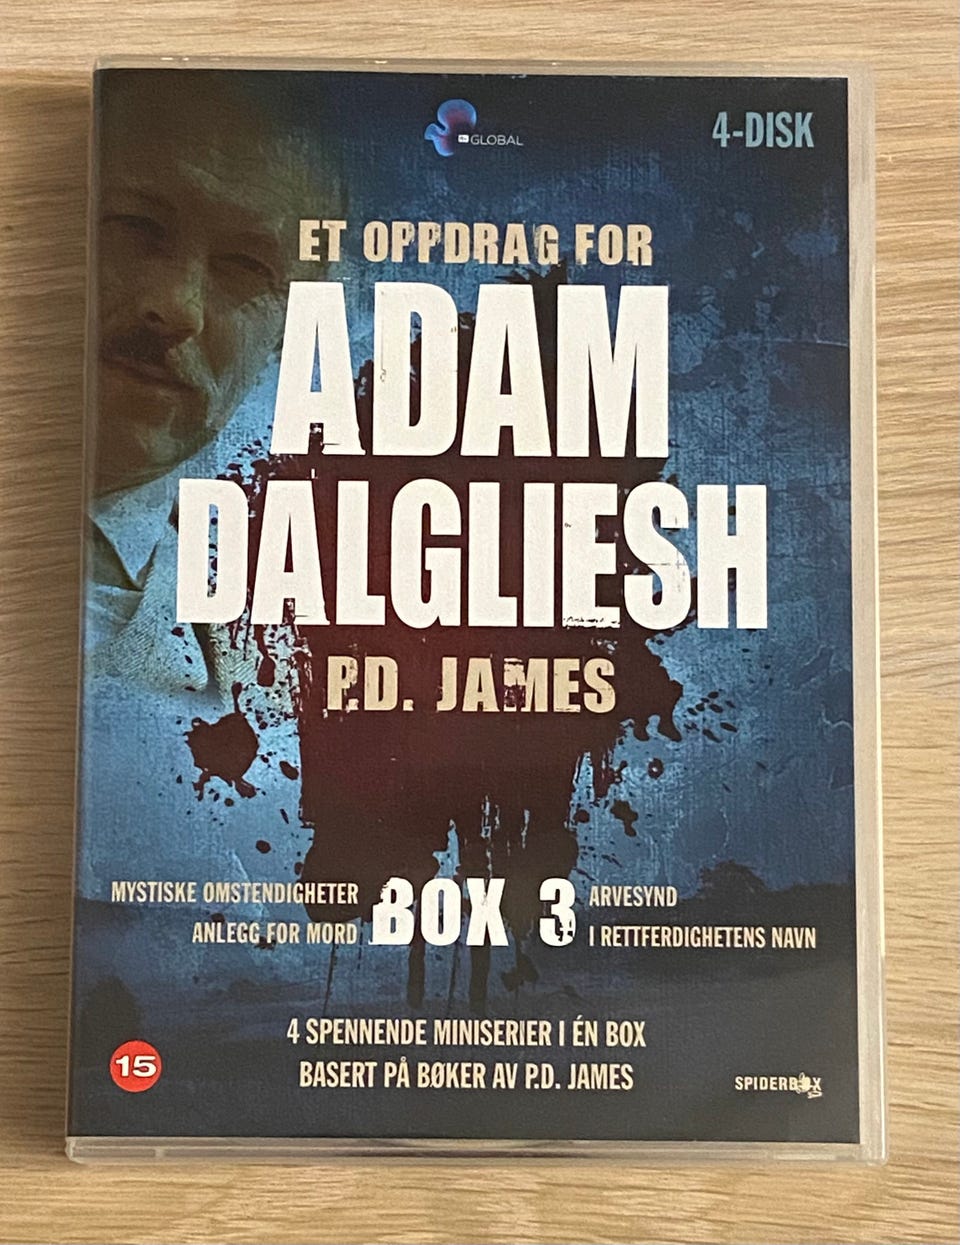 GLOBAL
4-DISK
ET OPPDRAG FOR
ADAM
DALGLIESH
P.D. JAMES
MYSTISKE OMSTENDIGHETER
ANLEGG FOR MORD
BOX 3
ARVESYND
I RETTFERDIGHETENS NAVN
4 SPENNENDE MINISERIER I ÉN BOX
BASERT PÅ BØKER AV P.D. JAMES
15
SPIDERBOX